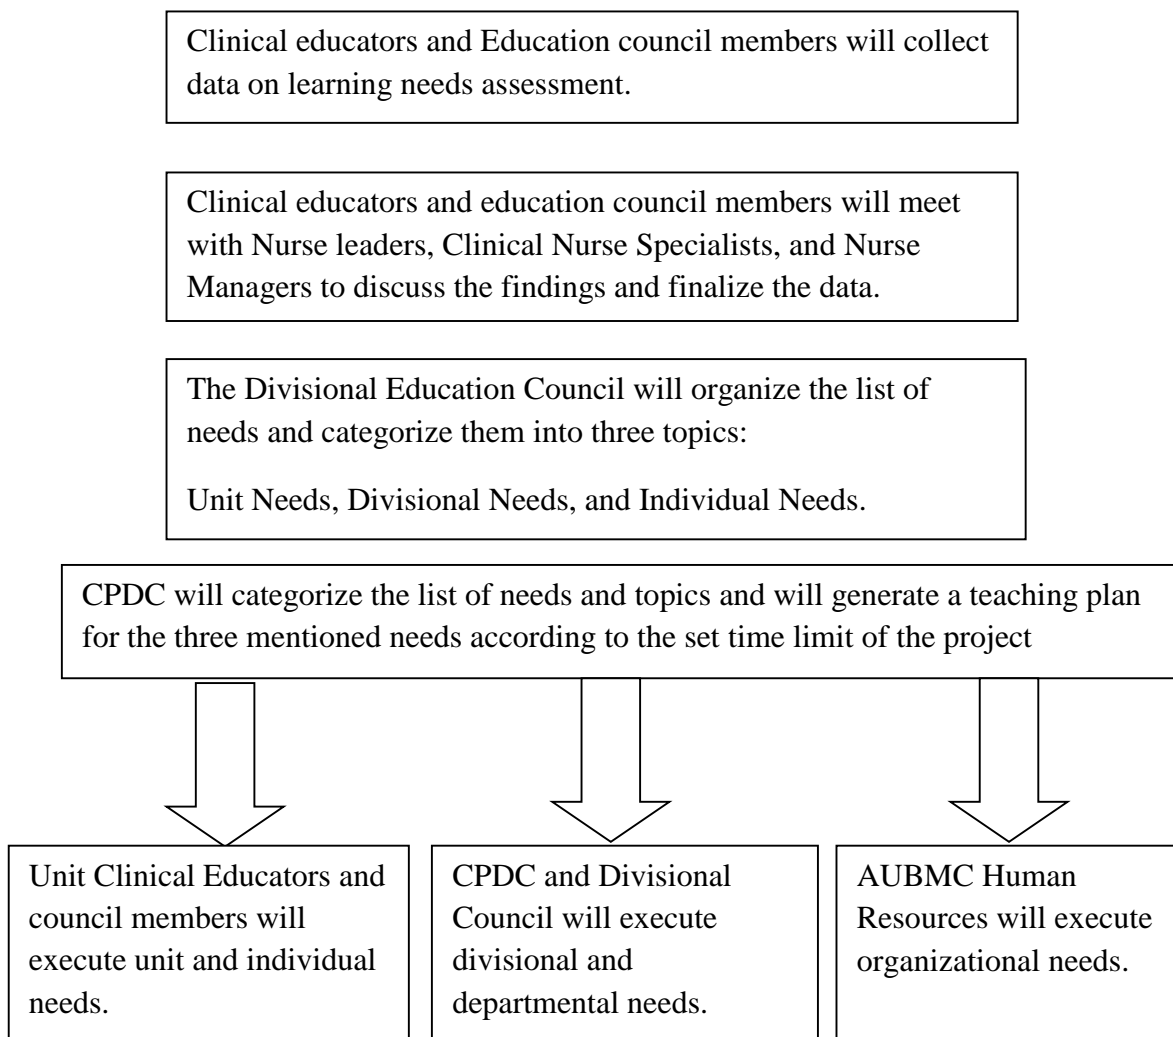 Clinical educators and Education council members will collect
data on learning needs assessment.
Clinical educators and education council members will meet
with Nurse leaders, Clinical Nurse Specialists, and Nurse
Managers to discuss the findings and finalize the data.
The Divisional Education Council will organize the list of
needs and categorize them into three topics:
Unit Needs, Divisional Needs, and Individual Needs.
CPDC will categorize the list of needs and topics and will generate a teaching plan
for the three mentioned needs according to the set time limit of the project
Unit Clinical Educators and
council members will
execute unit and individual
needs.
CPDC and Divisional
Council will execute
divisional and
departmental needs.
AUBMC Human
Resources will execute
organizational needs.